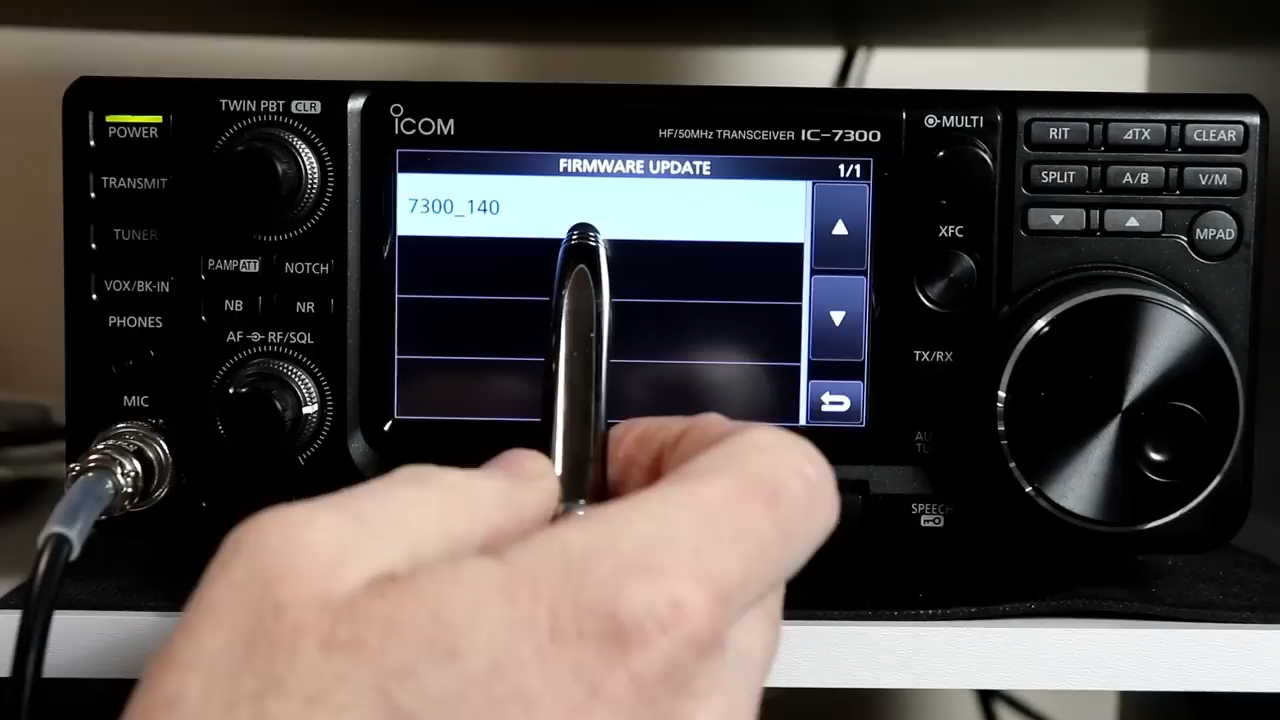 POWER
TRANSMIT
TUNER
VOX/BK-IN
PHONES
MIC
TWIN PBT CLR
P.AMP ATT
NOTCH
NB
NR
AF RF/SQL
ICOM
HF/50MHz TRANSCEIVER IC-7300
FIRMWARE UPDATE 1/1
7300_140
MULTI
XFC
TX/RX
SPEECH
RIT
⊿TX
CLEAR
SPLIT
A/B
V/M
MPAD